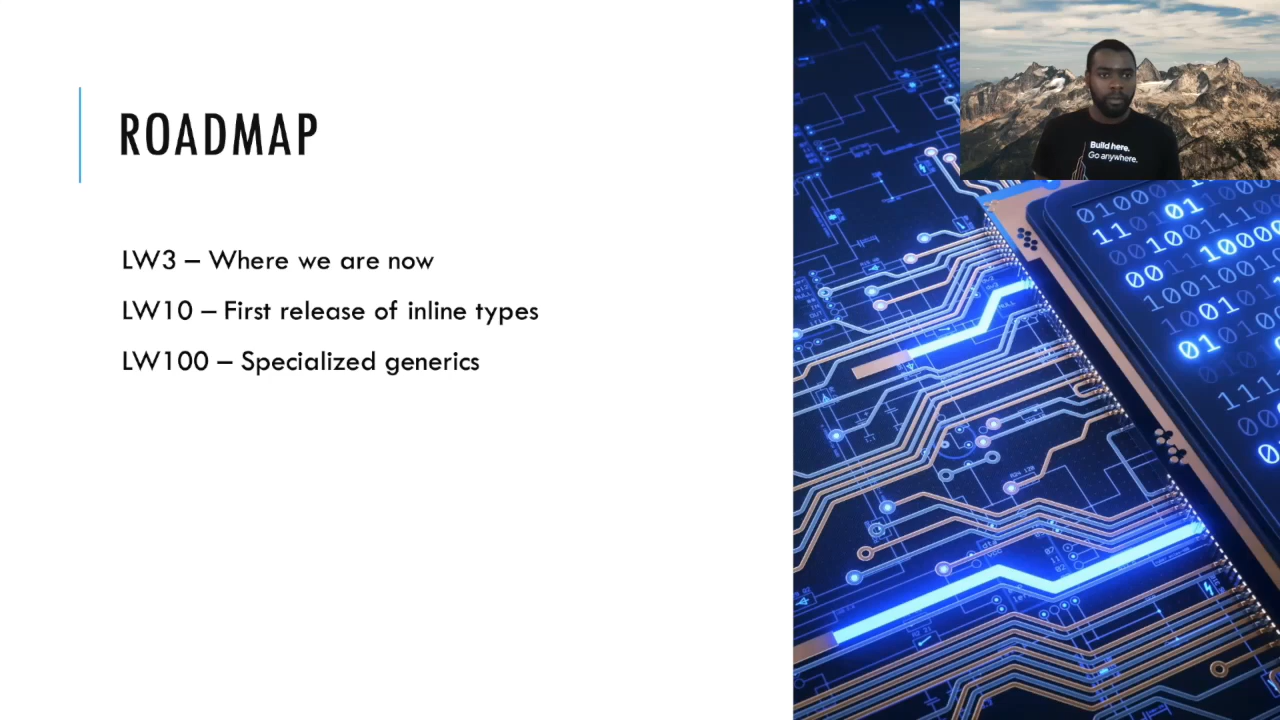 ROADMAP
LW3 – Where we are now
LW10 – First release of inline types
LW100 – Specialized generics
Build here.
Go anywhere.